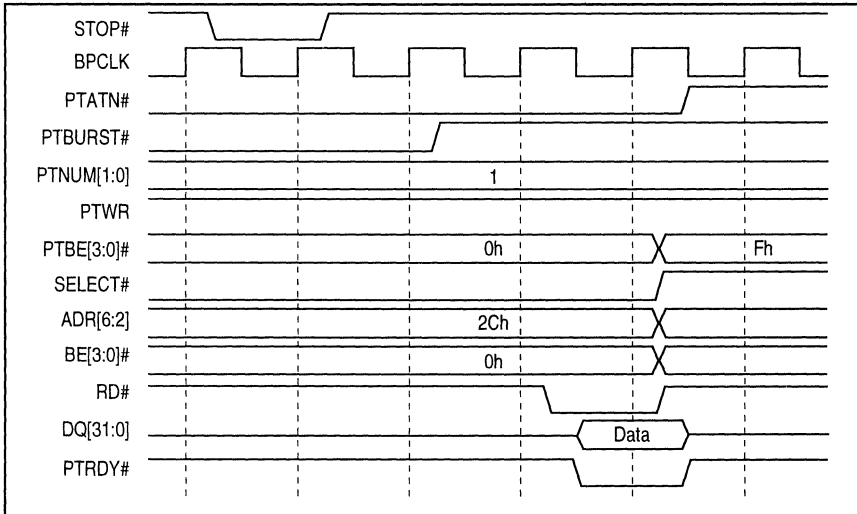 STOP#
BPCLK
PTATN#
PTBURST#
PTNUM[1:0] 1
PTWR
PTBE[3:0]# 0h Fh
SELECT#
ADR[6:2] 2Ch
BE[3:0]# 0h
RD#
DQ[31:0] Data
PTRDY#